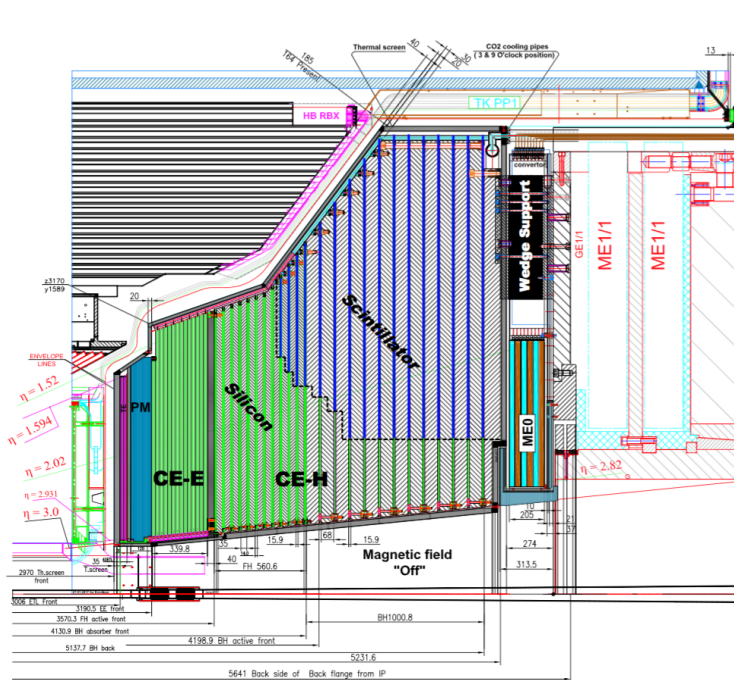 40
185
164 Present.
Thermal screen
30
20
CO2 cooling pipes
( 3 & 9 O'clock position)
13
HB RBX
TK PP1
convertor
Wedge Support
GE1/1
ME1/1
ME1/1
z3170
y1589
20
Scintillator
ENVELOPE
LINES
η = 1.52
η = 1.594
η = 2.02
η = 2.931
η = 3.0
PM
Silicon
CE-E
CE-H
ME0
η = 2.82
10
205
21
37
274
313.5
339.8
35
40
15.9
68
15.9
FH 560.6
Magnetic field
"Off"
35
2970 Th.screen
front
3006 ETL Front
3190.5 EE front
3570.3 FH active front
4130.9 BH absorber front
4198.9 BH active front
BH1000.8
5137.7 BH back
5231.6
5641 Back side of Back flange from IP